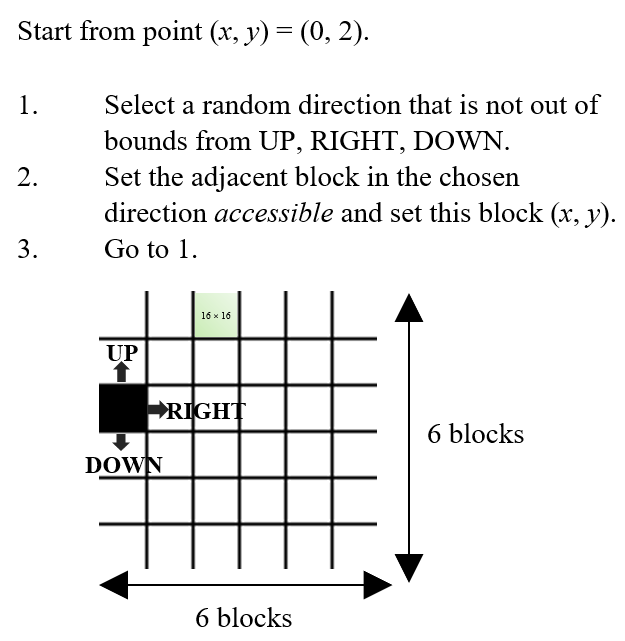 Start from point (x, y) = (0, 2).
1. Select a random direction that is not out of
bounds from UP, RIGHT, DOWN.
2. Set the adjacent block in the chosen
direction accessible and set this block (x, y).
3. Go to 1.
16 × 16
UP
RIGHT
DOWN
6 blocks
6 blocks